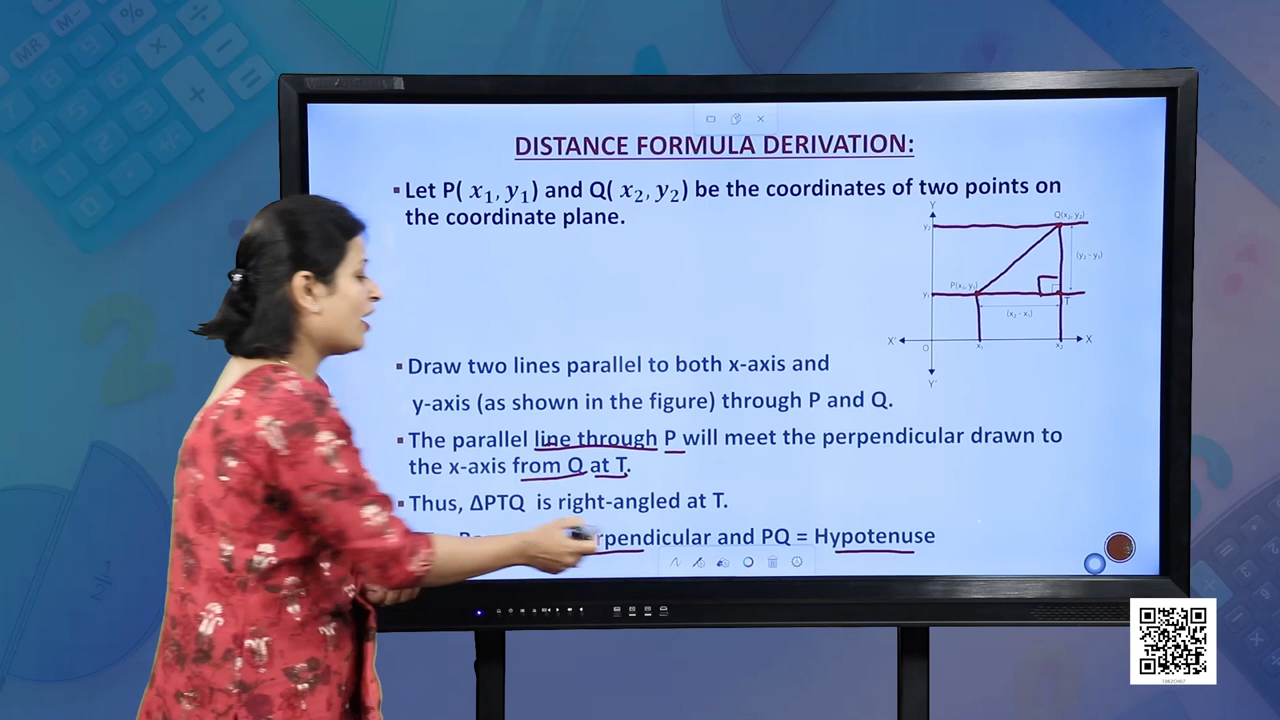 DISTANCE FORMULA DERIVATION:
▪ Let P( x₁, y₁) and Q( x₂, y₂) be the coordinates of two points on
the coordinate plane.
Y
Q(x₂, y₂)
y₂
(y₂ - y₁)
P(x₁, y₁)
y₁
T
(x₂ - x₁)
X' O x₁ x₂ X
Y'
▪ Draw two lines parallel to both x-axis and
y-axis (as shown in the figure) through P and Q.
▪ The parallel line through P will meet the perpendicular drawn to
the x-axis from Q at T.
▪ Thus, ΔPTQ is right-angled at T.
and PQ = Hypotenuse